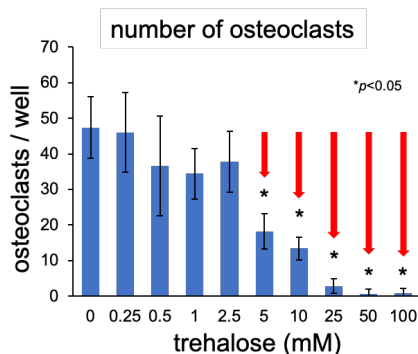 number of osteoclasts
*p<0.05
osteoclasts / well
70
60
50
40
30
20
10
0
* * * * *
0 0.25 0.5 1 2.5 5 10 25 50 100
trehalose (mM)